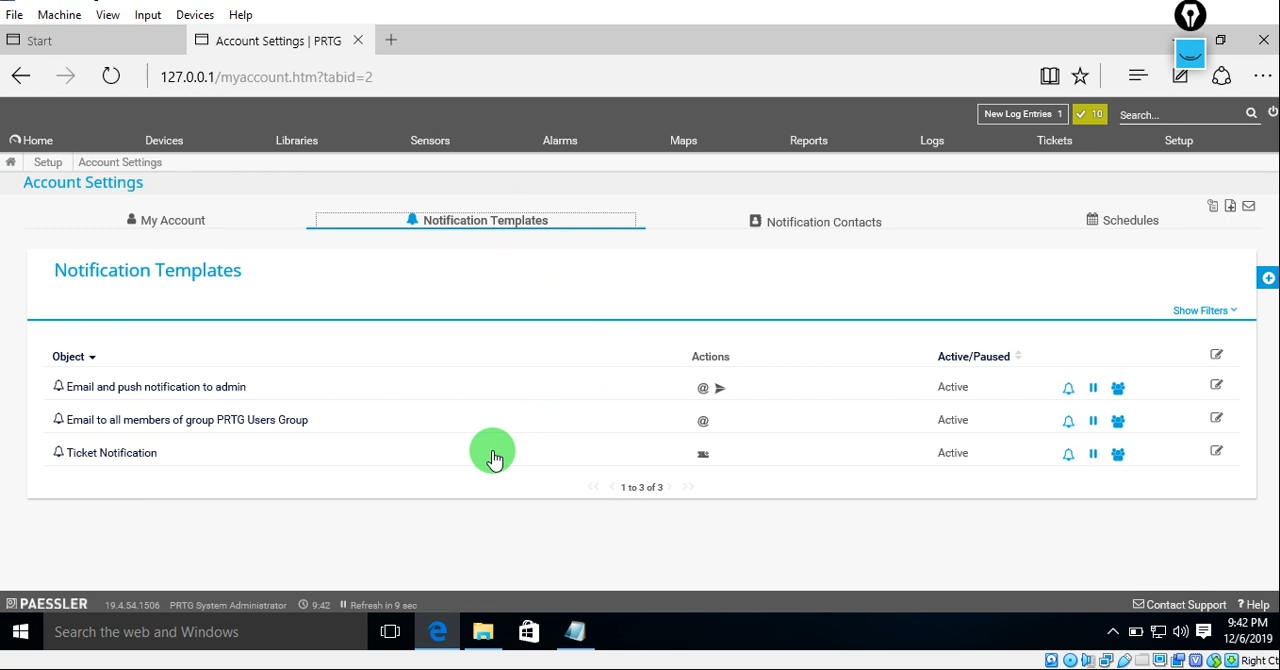 File Machine View Input Devices Help
Start Account Settings | PRTG
127.0.0.1/myaccount.htm?tabid=2
New Log Entries 1 10 Search...
Home Devices Libraries Sensors Alarms Maps Reports Logs Tickets Setup
Setup Account Settings
Account Settings
My Account Notification Templates Notification Contacts Schedules
Notification Templates
Show Filters
Object Actions Active/Paused
Email and push notification to admin @ Active
Email to all members of group PRTG Users Group @ Active
Ticket Notification Active
<< < 1 to 3 of 3 > >>
PAESSLER 19.4.54.1506 PRTG System Administrator 9:42 Refresh in 9 sec Contact Support ? Help
Search the web and Windows
9:42 PM
12/6/2019
Right Ct